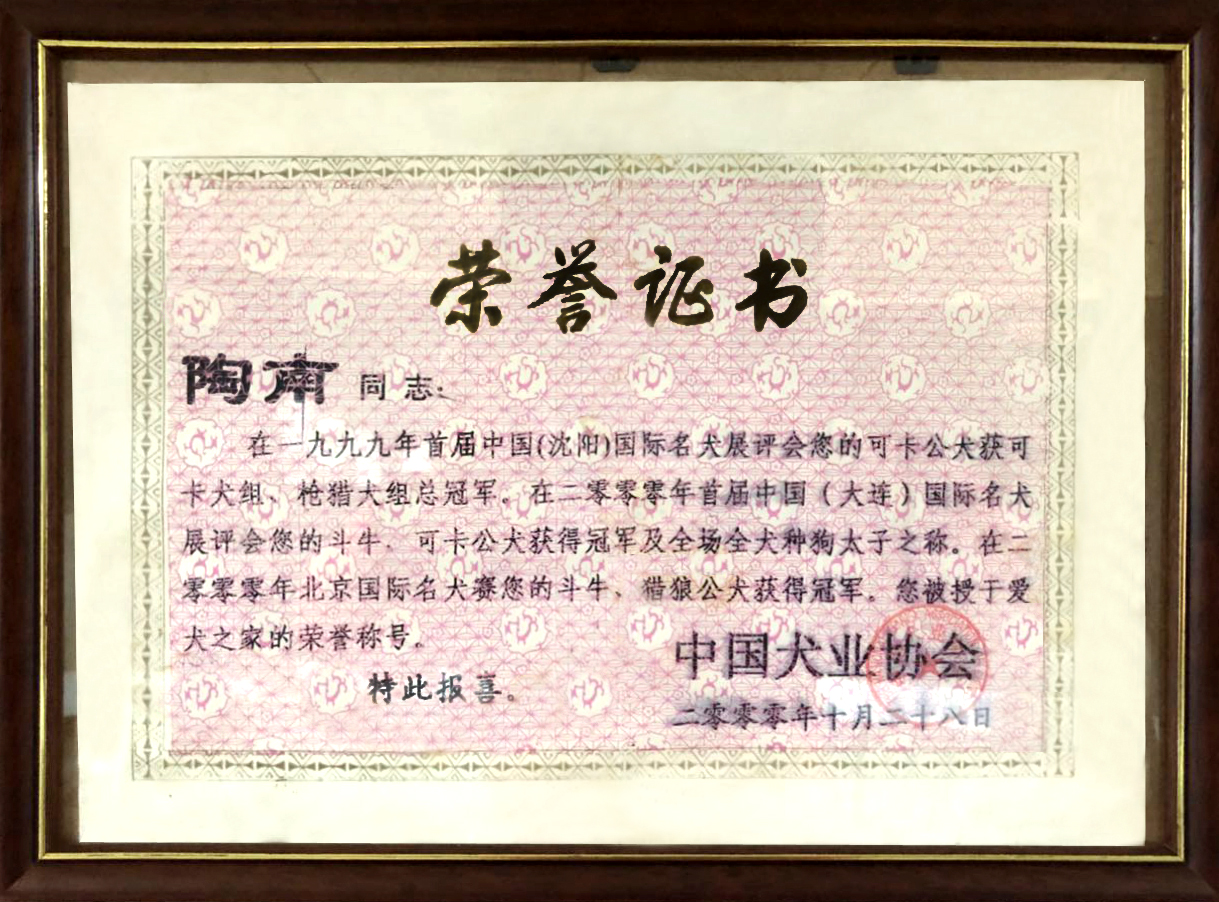 荣誉证书
陶南 同志:
在一九九九年首届中国(沈阳)国际名犬展评会您的可卡公犬获可
卡犬组、枪猎犬组总冠军。在二零零零年首届中国(大连)国际名犬
展评会您的斗牛、可卡公犬获得冠军及全场全犬种狗太子之称。在二
零零零年北京国际名犬赛您的斗牛、猎狼公犬获得冠军。您被授于爱
犬之家的荣誉称号。
中国犬业协会
特此报喜。
二零零零年十月二十八日